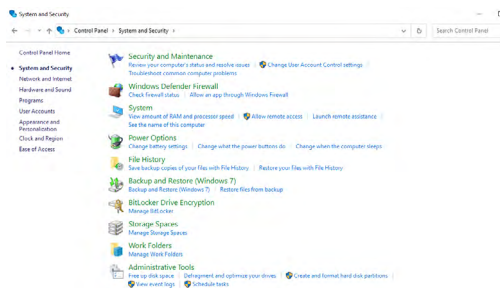 System and Security
Control Panel > System and Security >
Search Control Panel
Control Panel Home
System and Security
Network and Internet
Hardware and Sound
Programs
User Accounts
Appearance and
Personalization
Clock and Region
Ease of Access
Security and Maintenance
Review your computer's status and resolve issues | Change User Account Control settings |
Troubleshoot common computer problems
Windows Defender Firewall
Check firewall status | Allow an app through Windows Firewall
System
View amount of RAM and processor speed | Allow remote access | Launch remote assistance |
See the name of this computer
Power Options
Change battery settings | Change what the power buttons do | Change when the computer sleeps
File History
Save backup copies of your files with File History | Restore your files with File History
Backup and Restore (Windows 7)
Backup and Restore (Windows 7) | Restore files from backup
BitLocker Drive Encryption
Manage BitLocker
Storage Spaces
Manage Storage Spaces
Work Folders
Manage Work Folders
Administrative Tools
Free up disk space | Defragment and optimize your drives | Create and format hard disk partitions |
View event logs | Schedule tasks